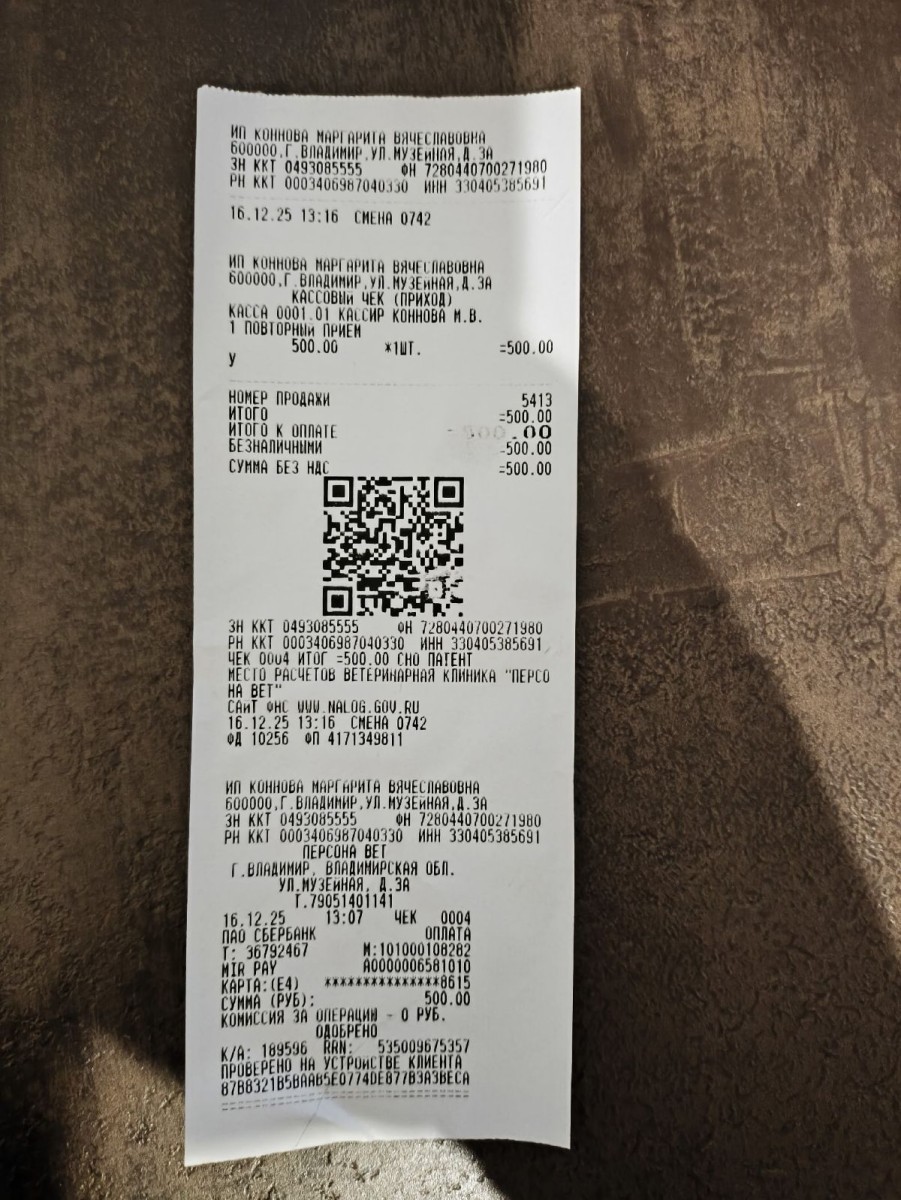 ИП КОННОВА МАРГАРИТА ВЯЧЕСЛАВОВНА
600000,Г.ВЛАДИМИР,УЛ.МУЗЕЙНАЯ,Д.3А
ЗН ККТ 0493085555 ФН 7280440700271980
РН ККТ 0003406987040330 ИНН 330405385691
16.12.25 13:16 СМЕНА 0742
ИП КОННОВА МАРГАРИТА ВЯЧЕСЛАВОВНА
600000,Г.ВЛАДИМИР,УЛ.МУЗЕЙНАЯ,Д.3А
КАССОВЫЙ ЧЕК (ПРИХОД)
КАССА 0001.01 КАССИР КОННОВА М.В.
1 ПОВТОРНЫЙ ПРИЕМ
500.00 *1ШТ. =500.00
У
НОМЕР ПРОДАЖИ 5413
ИТОГО =500.00
ИТОГО К ОПЛАТЕ .00
БЕЗНАЛИЧНЫМИ =500.00
СУММА БЕЗ НДС =500.00
ЗН ККТ 0493085555 ФН 7280440700271980
РН ККТ 0003406987040330 ИНН 330405385691
ЧЕК 0004 ИТОГ =500.00 СНО ПАТЕНТ
МЕСТО РАСЧЕТОВ ВЕТЕРИНАРНАЯ КЛИНИКА "ПЕРСО
НА ВЕТ"
САЙТ ФНС WWW.NALOG.GOV.RU
16.12.25 13:16 СМЕНА 0742
ФД 10256 ФП 4171349811
ИП КОННОВА МАРГАРИТА ВЯЧЕСЛАВОВНА
600000,Г.ВЛАДИМИР,УЛ.МУЗЕЙНАЯ,Д.3А
ЗН ККТ 0493085555 ФН 7280440700271980
РН ККТ 0003406987040330 ИНН 330405385691
ПЕРСОНА ВЕТ
Г.ВЛАДИМИР, ВЛАДИМИРСКАЯ ОБЛ.
УЛ.МУЗЕЙНАЯ, Д.3А
Т.79051401141
16.12.25 13:07 ЧЕК 0004
ПАО СБЕРБАНК ОПЛАТА
Т: 36792467 М:101000108282
MIR PAY A0000006581010
КАРТА:(E4) ***************8615
СУММА (РУБ): 500.00
КОМИССИЯ ЗА ОПЕРАЦИЮ - 0 РУБ.
ОДОБРЕНО
К/А: 189596 RRN: 535009675357
ПРОВЕРЕНО НА УСТРОЙСТВЕ КЛИЕНТА
87B8321B5BAAB5E0774DE877B3A3BECA